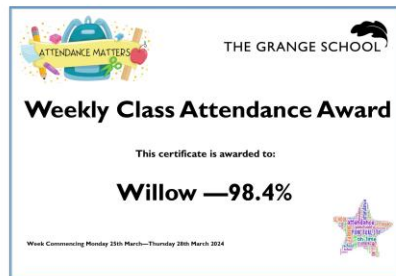 ATTENDANCE MATTERS
THE GRANGE SCHOOL
Weekly Class Attendance Award
This certificate is awarded to:
Willow —98.4%
Week Commencing Monday 25th March—Thursday 28th March 2024
attendance